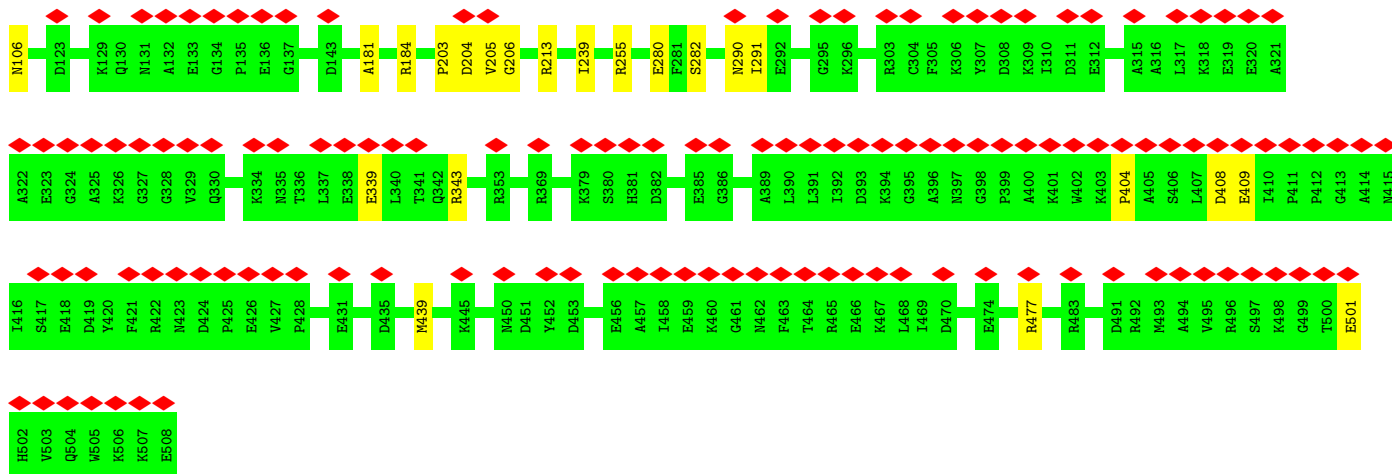 N106 D123 K129 Q130 N131 A132 E133 G134 P135 E136 G137 D143 A181 R184 P203 D204 V205 G206 R213 I239 R255 E280 F281 S282 N290 I291 E292 G295 K296 R303 C304 F305 K306 Y307 D308 K309 I310 D311 E312 A315 A316 L317 K318 E319 E320 A321
A322 E323 G324 A325 K326 G327 G328 V329 Q330 K334 N335 T336 L337 E338 E339 L340 T341 Q342 R343 R353 R369 K379 S380 H381 D382 E385 G386 A389 L390 L391 I392 D393 K394 G395 A396 N397 G398 P399 A400 K401 W402 K403 P404 A405 S406 L407 D408 E409 I410 P411 P412 G413 A414 N415
I416 S417 E418 D419 Y420 F421 R422 N423 D424 P425 E426 V427 P428 E431 D435 M439 K445 N450 D451 Y452 D453 E456 A457 I458 E459 K460 G461 N462 F463 T464 R465 E466 K467 L468 I469 D470 E474 R477 R483 D491 R492 M493 A494 V495 R496 S497 K498 G499 T500 E501
H502 V503 Q504 W505 K506 K507 E508